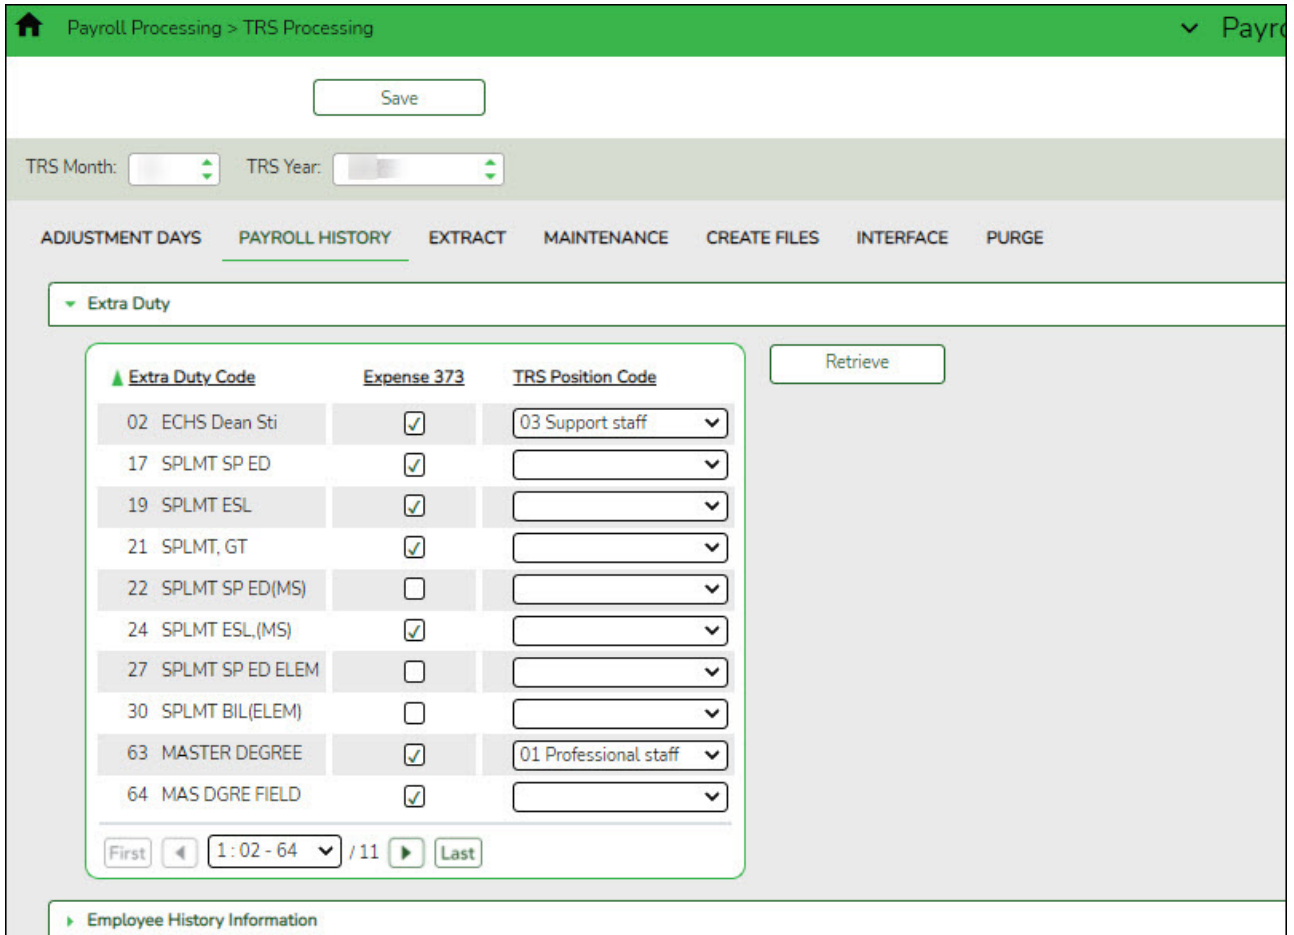 Payroll Processing > TRS Processing
Save
TRS Month: TRS Year:
ADJUSTMENT DAYS PAYROLL HISTORY EXTRACT MAINTENANCE CREATE FILES INTERFACE PURGE
Extra Duty
Retrieve
Extra Duty Code Expense 373 TRS Position Code
02 ECHS Dean Sti 03 Support staff
17 SPLMT SP ED
19 SPLMT ESL
21 SPLMT, GT
22 SPLMT SP ED(MS)
24 SPLMT ESL,(MS)
27 SPLMT SP ED ELEM
30 SPLMT BIL(ELEM)
63 MASTER DEGREE 01 Professional staff
64 MAS DGRE FIELD
First 1 : 02 - 64 / 11 Last
Employee History Information